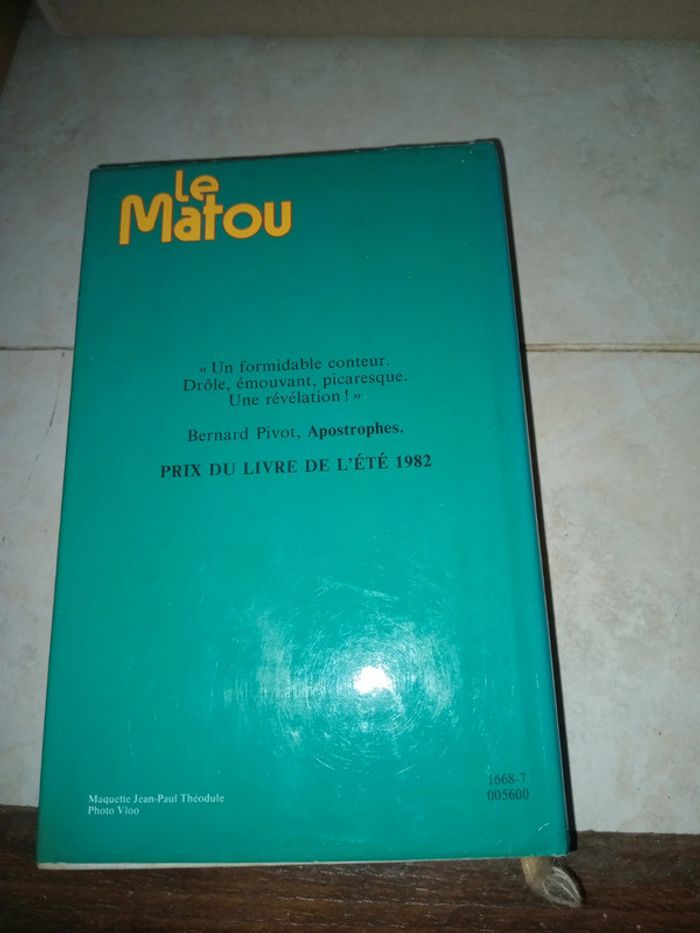 Le
Matou
« Un formidable conteur.
Drôle, émouvant, picaresque.
Une révélation ! »
Bernard Pivot, Apostrophes.
PRIX DU LIVRE DE L'ÉTÉ 1982
Maquette Jean-Paul Théodule
Photo Vloo
1668-7
005600